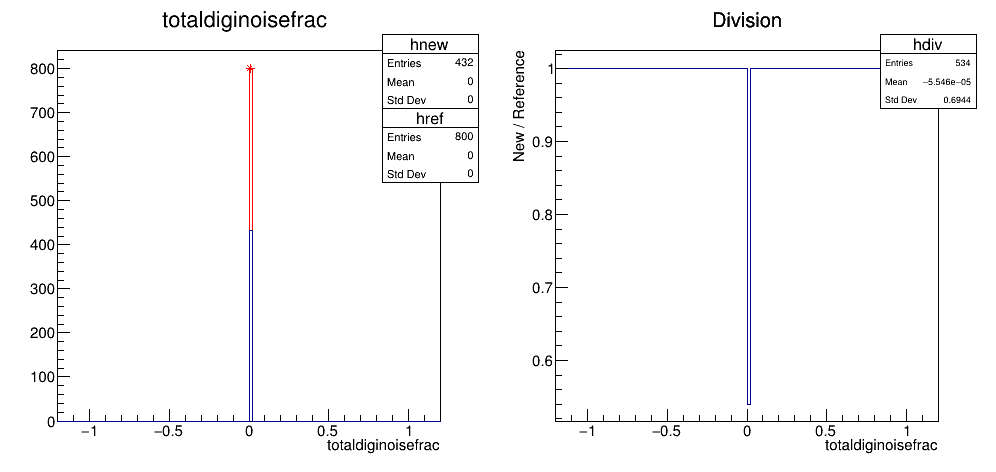 totaldiginoisefrac
hnew
Entries 432
Mean 0
Std Dev 0
href
Entries 800
Mean 0
Std Dev 0
800
700
600
500
400
300
200
100
0
−1 −0.5 0 0.5 1
totaldiginoisefrac
Division
hdiv
Entries 534
Mean −5.546e−05
Std Dev 0.6944
New / Reference
1
0.9
0.8
0.7
0.6
−1 −0.5 0 0.5 1
totaldiginoisefrac